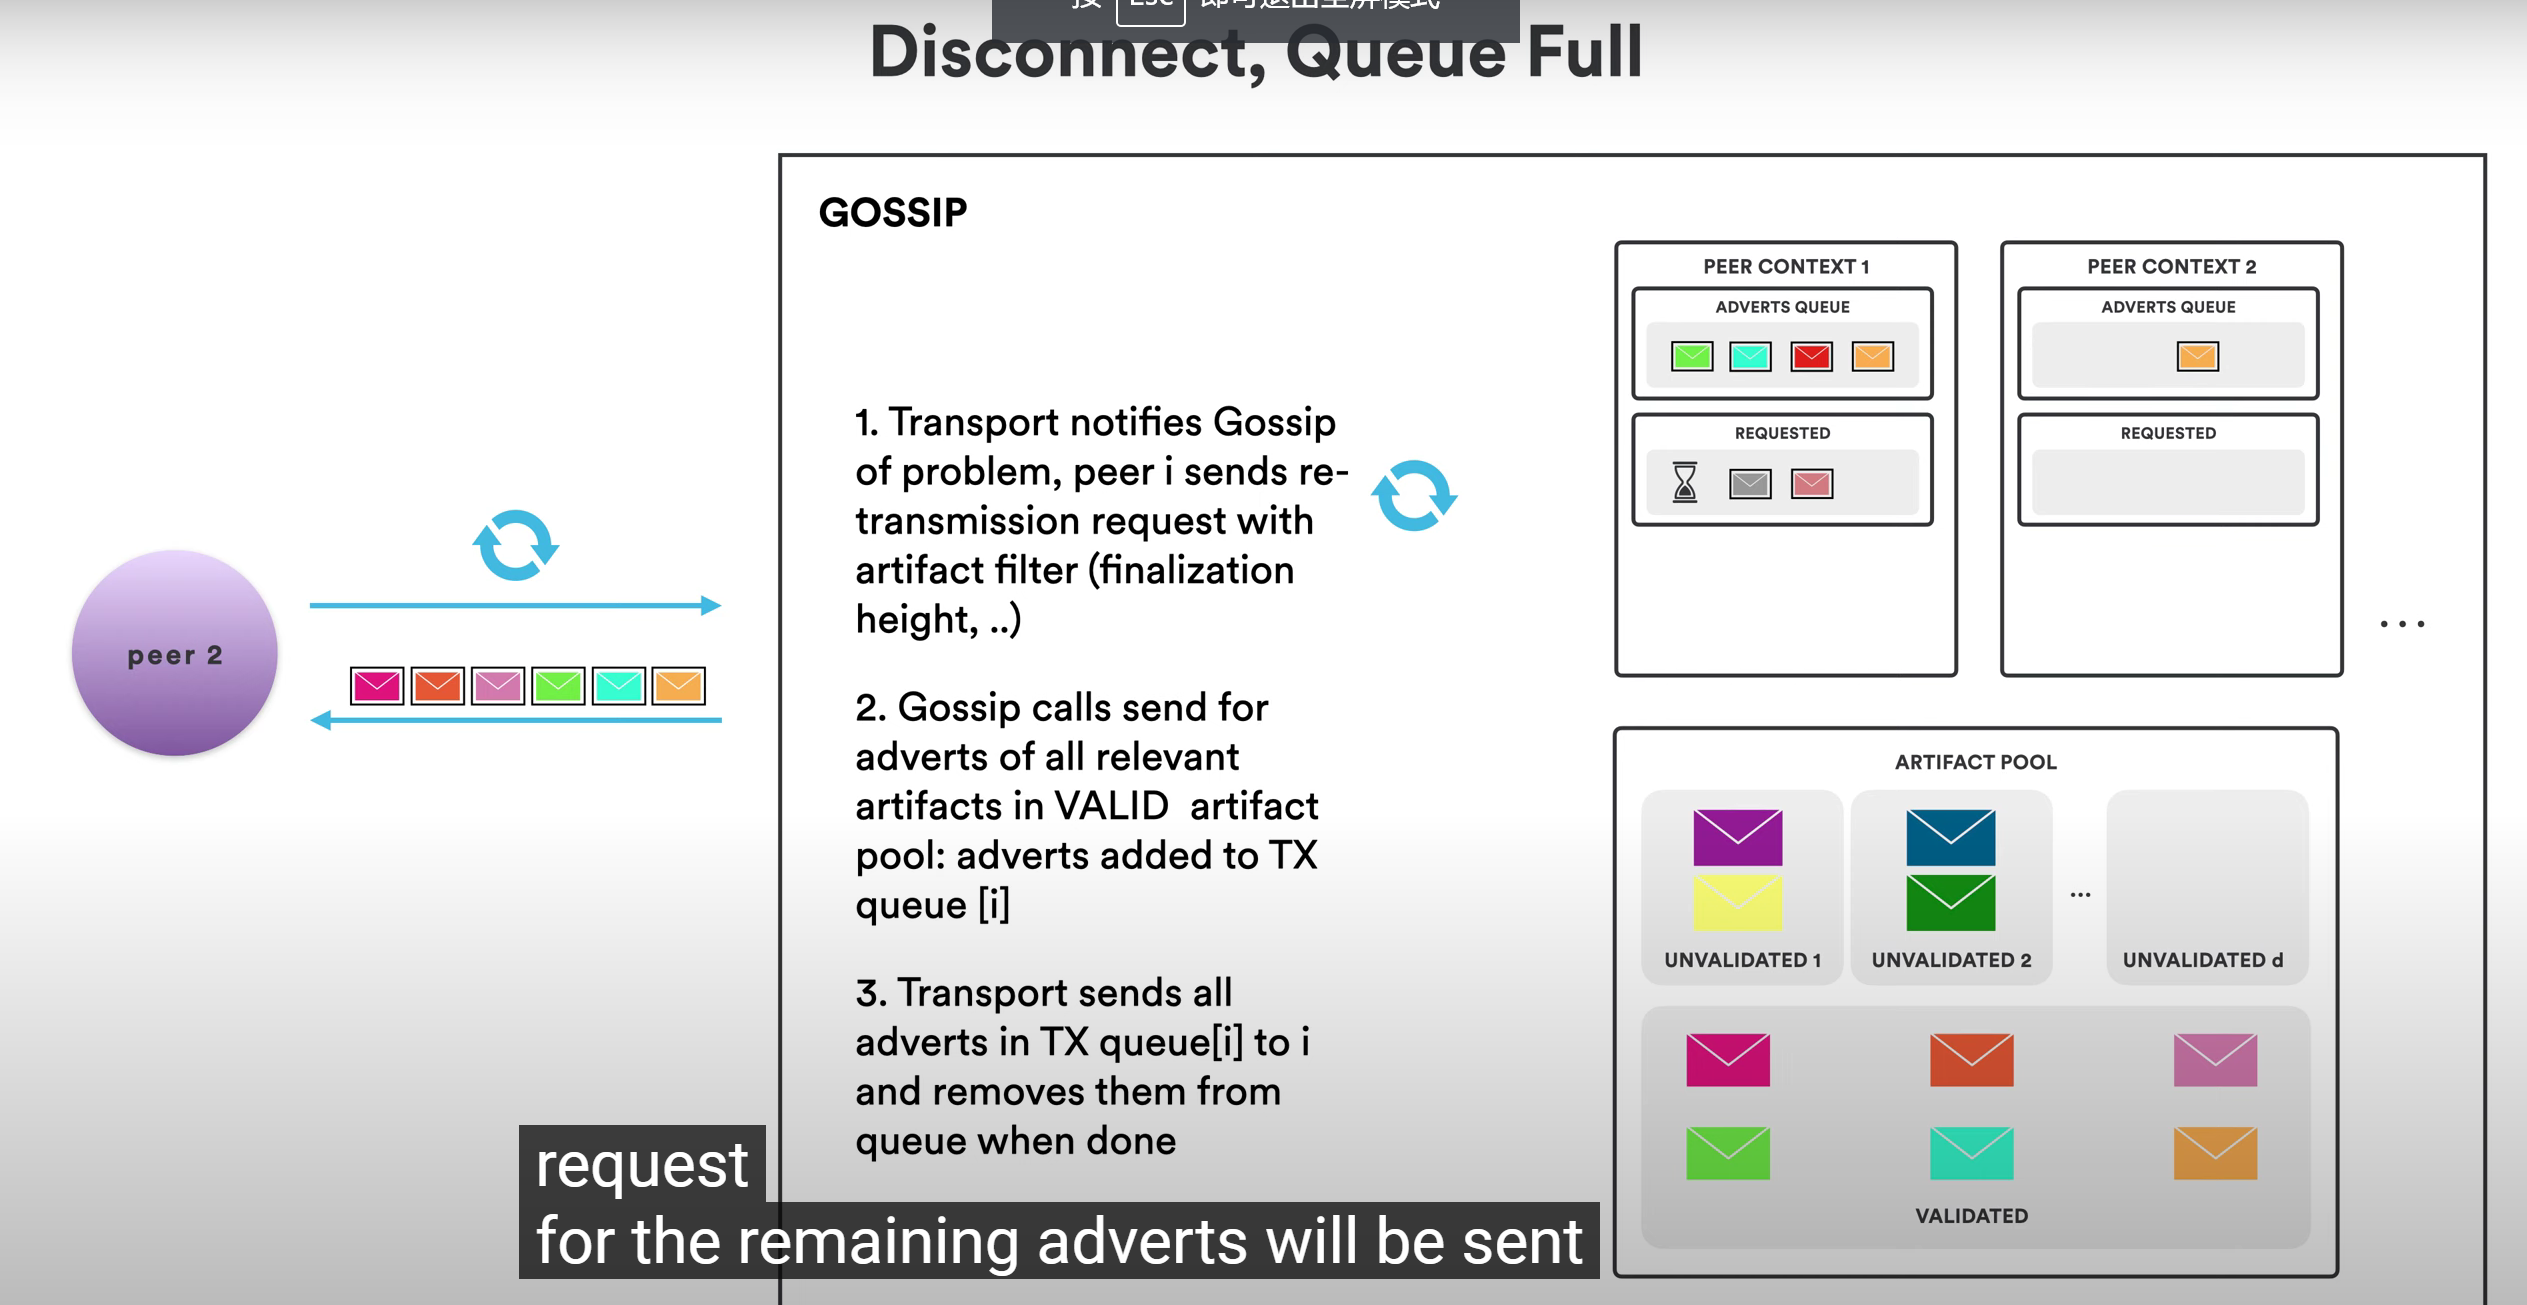 按 Esc 即可退出全屏模式
Disconnect, Queue Full
GOSSIP
1. Transport notifies Gossip
of problem, peer i sends re-
transmission request with
artifact filter (finalization
height, ..)
2. Gossip calls send for
adverts of all relevant
artifacts in VALID artifact
pool: adverts added to TX
queue [i]
3. Transport sends all
adverts in TX queue[i] to i
and removes them from
queue when done
peer 2
PEER CONTEXT 1
ADVERTS QUEUE
REQUESTED
PEER CONTEXT 2
ADVERTS QUEUE
REQUESTED
...
ARTIFACT POOL
...
UNVALIDATED 1
UNVALIDATED 2
UNVALIDATED d
VALIDATED
request
for the remaining adverts will be sent